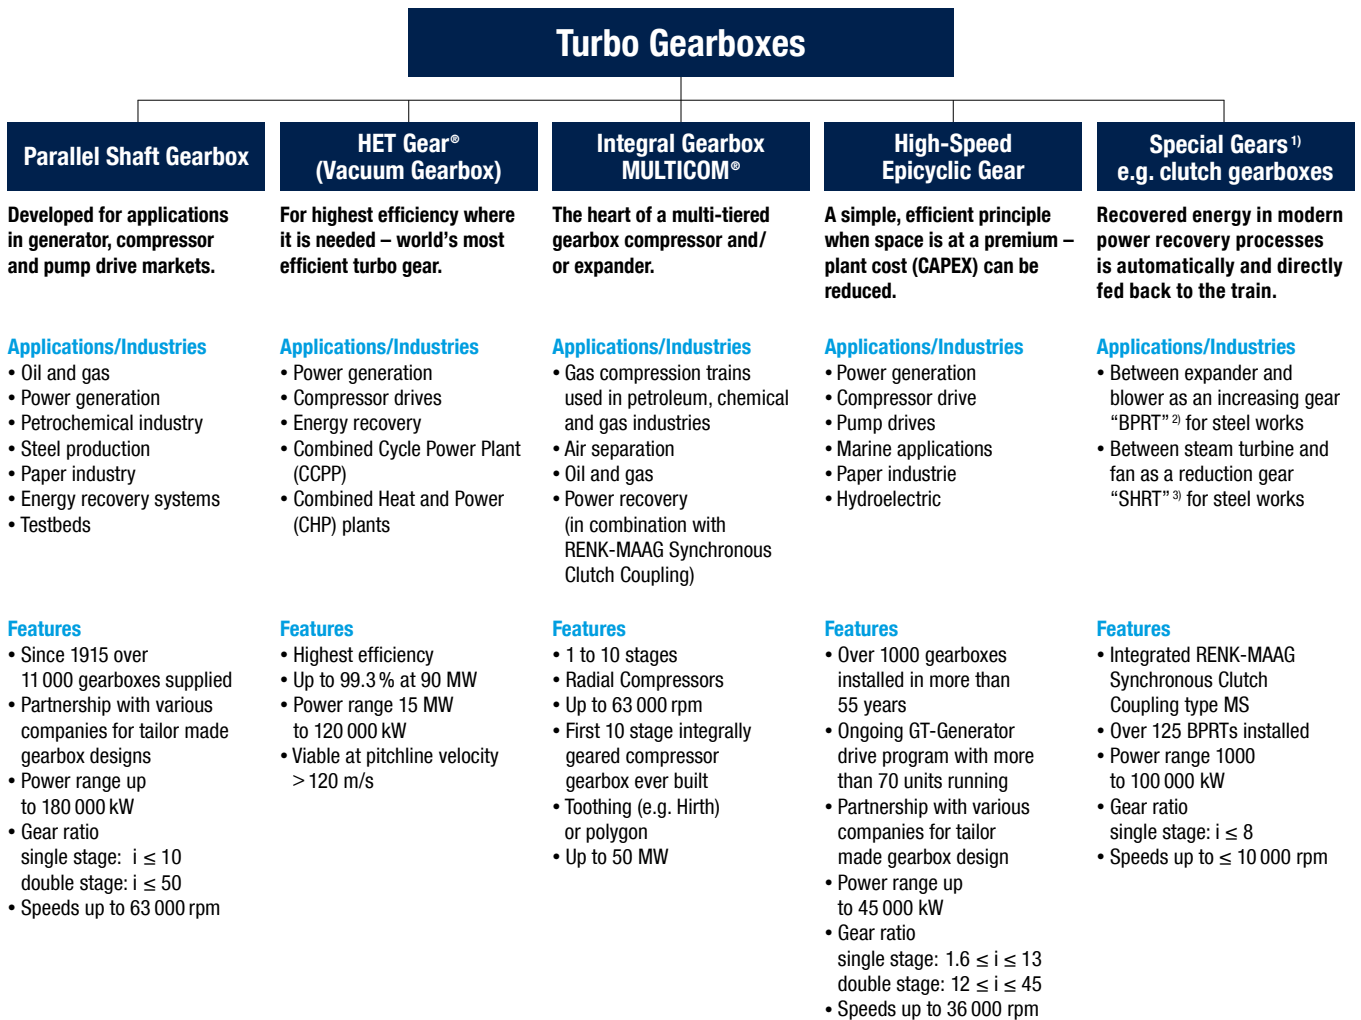 Turbo Gearboxes
Parallel Shaft Gearbox
Developed for applications
in generator, compressor
and pump drive markets.
Applications/Industries
• Oil and gas
• Power generation
• Petrochemical industry
• Steel production
• Paper industry
• Energy recovery systems
• Testbeds
Features
• Since 1915 over
11 000 gearboxes supplied
• Partnership with various
companies for tailor made
gearbox designs
• Power range up
to 180 000 kW
• Gear ratio
single stage: i ≤ 10
double stage: i ≤ 50
• Speeds up to 63 000 rpm
HET Gear®
(Vacuum Gearbox)
For highest efficiency where
it is needed – world’s most
efficient turbo gear.
Applications/Industries
• Power generation
• Compressor drives
• Energy recovery
• Combined Cycle Power Plant
(CCPP)
• Combined Heat and Power
(CHP) plants
Features
• Highest efficiency
• Up to 99.3 % at 90 MW
• Power range 15 MW
to 120 000 kW
• Viable at pitchline velocity
> 120 m/s
Integral Gearbox
MULTICOM®
The heart of a multi-tiered
gearbox compressor and/
or expander.
Applications/Industries
• Gas compression trains
used in petroleum, chemical
and gas industries
• Air separation
• Oil and gas
• Power recovery
(in combination with
RENK-MAAG Synchronous
Clutch Coupling)
Features
• 1 to 10 stages
• Radial Compressors
• Up to 63 000 rpm
• First 10 stage integrally
geared compressor
gearbox ever built
• Toothing (e.g. Hirth)
or polygon
• Up to 50 MW
High-Speed
Epicyclic Gear
A simple, efficient principle
when space is at a premium –
plant cost (CAPEX) can be
reduced.
Applications/Industries
• Power generation
• Compressor drive
• Pump drives
• Marine applications
• Paper industrie
• Hydroelectric
Features
• Over 1000 gearboxes
installed in more than
55 years
• Ongoing GT-Generator
drive program with more
than 70 units running
• Partnership with various
companies for tailor
made gearbox design
• Power range up
to 45 000 kW
• Gear ratio
single stage: 1.6 ≤ i ≤ 13
double stage: 12 ≤ i ≤ 45
• Speeds up to 36 000 rpm
Special Gears 1)
e.g. clutch gearboxes
Recovered energy in modern
power recovery processes
is automatically and directly
fed back to the train.
Applications/Industries
• Between expander and
blower as an increasing gear
“BPRT” 2) for steel works
• Between steam turbine and
fan as a reduction gear
“SHRT” 3) for steel works
Features
• Integrated RENK-MAAG
Synchronous Clutch
Coupling type MS
• Over 125 BPRTs installed
• Power range 1000
to 100 000 kW
• Gear ratio
single stage: i ≤ 8
• Speeds up to ≤ 10 000 rpm